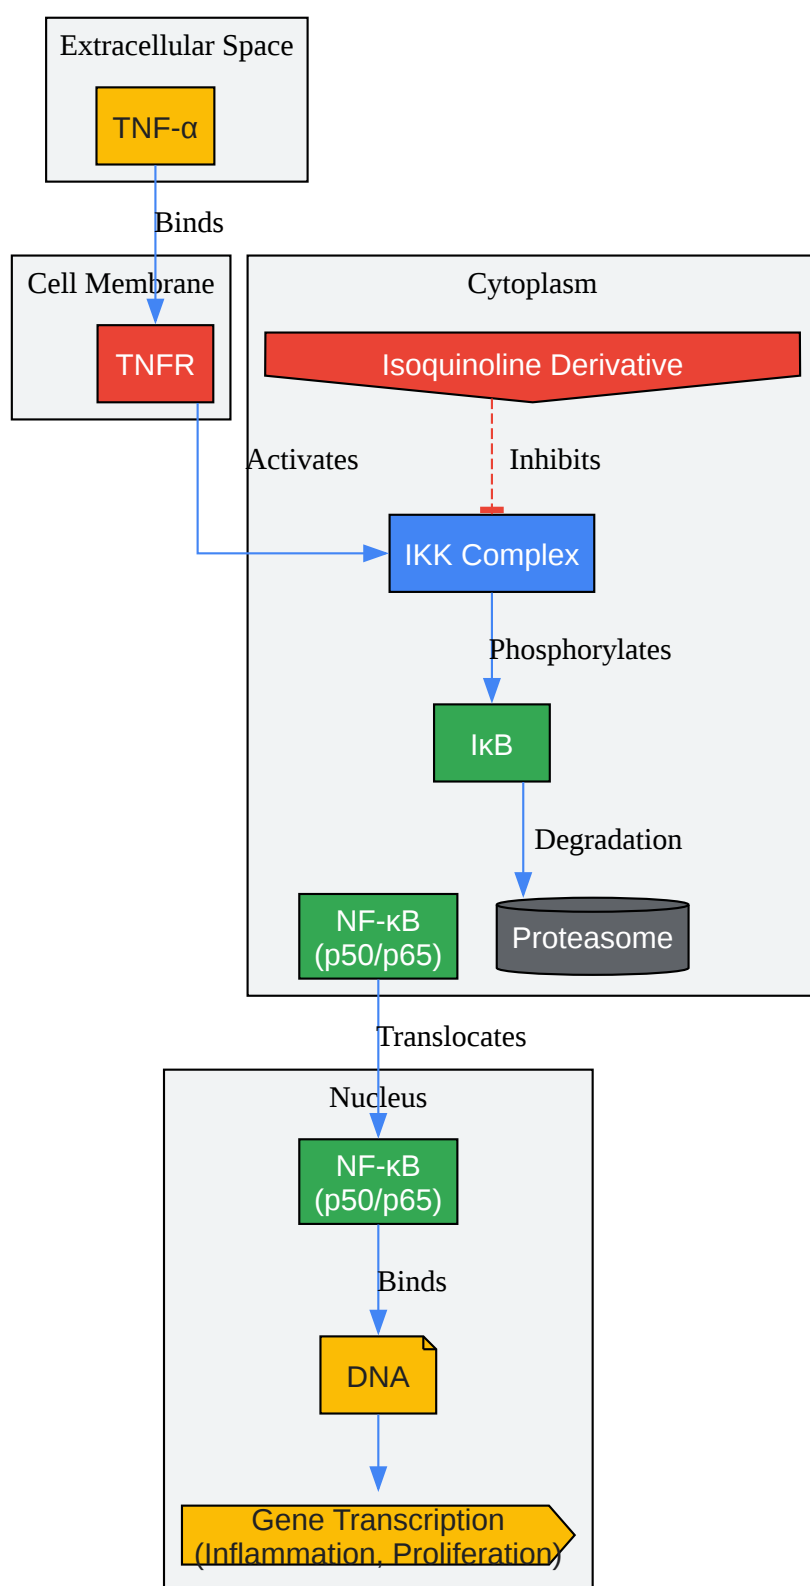 Extracellular Space
TNF-α
Binds
Cell Membrane
TNFR
Cytoplasm
Isoquinoline Derivative
Activates
Inhibits
IKK Complex
Phosphorylates
IκB
Degradation
NF-κB
(p50/p65)
Proteasome
Translocates
Nucleus
NF-κB
(p50/p65)
Binds
DNA
Gene Transcription
(Inflammation, Proliferation)